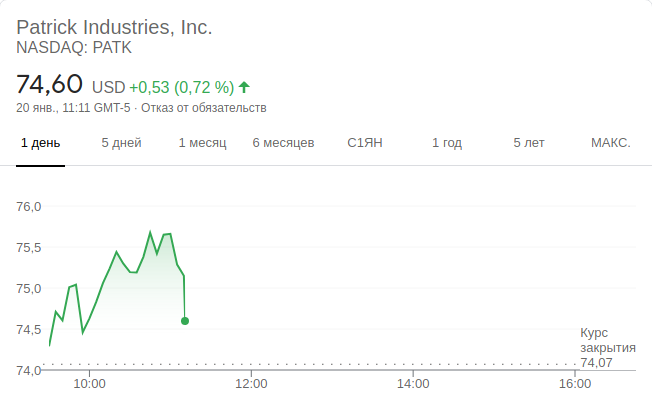 Patrick Industries, Inc.
NASDAQ: PATK
74,60 USD +0,53 (0,72 %)
20 янв., 11:11 GMT-5 · Отказ от обязательств
1 день 5 дней 1 месяц 6 месяцев С1ЯН 1 год 5 лет МАКС.
76,0
75,5
75,0
74,5
74,0
Курс
закрытия
74,07
10:00 12:00 14:00 16:00